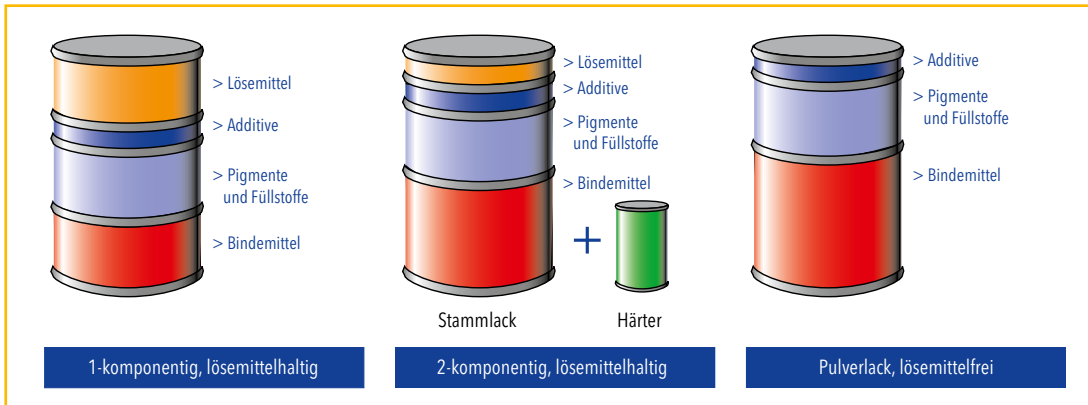 > Lösemittel
> Additive
> Pigmente
und Füllstoffe
> Bindemittel
1-komponentig, lösemittelhaltig
> Lösemittel
> Additive
> Pigmente
und Füllstoffe
> Bindemittel
+
Stammlack
Härter
2-komponentig, lösemittelhaltig
> Additive
> Pigmente
und Füllstoffe
> Bindemittel
Pulverlack, lösemittelfrei